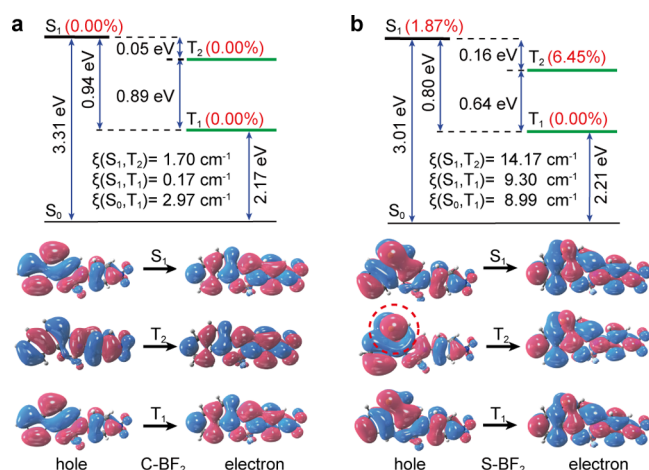 a
S₁ (0.00%)
0.05 eV
T₂ (0.00%)
0.94 eV
0.89 eV
3.31 eV
T₁ (0.00%)
ξ(S₁,T₂)= 1.70 cm⁻¹
ξ(S₁,T₁)= 0.17 cm⁻¹
ξ(S₀,T₁)= 2.97 cm⁻¹
2.17 eV
S₀
S₁
T₂
T₁
hole C-BF₂ electron
b
S₁ (1.87%)
0.16 eV
T₂ (6.45%)
0.80 eV
0.64 eV
3.01 eV
T₁ (0.00%)
ξ(S₁,T₂)= 14.17 cm⁻¹
ξ(S₁,T₁)= 9.30 cm⁻¹
ξ(S₀,T₁)= 8.99 cm⁻¹
2.21 eV
S₀
S₁
T₂
T₁
hole S-BF₂ electron